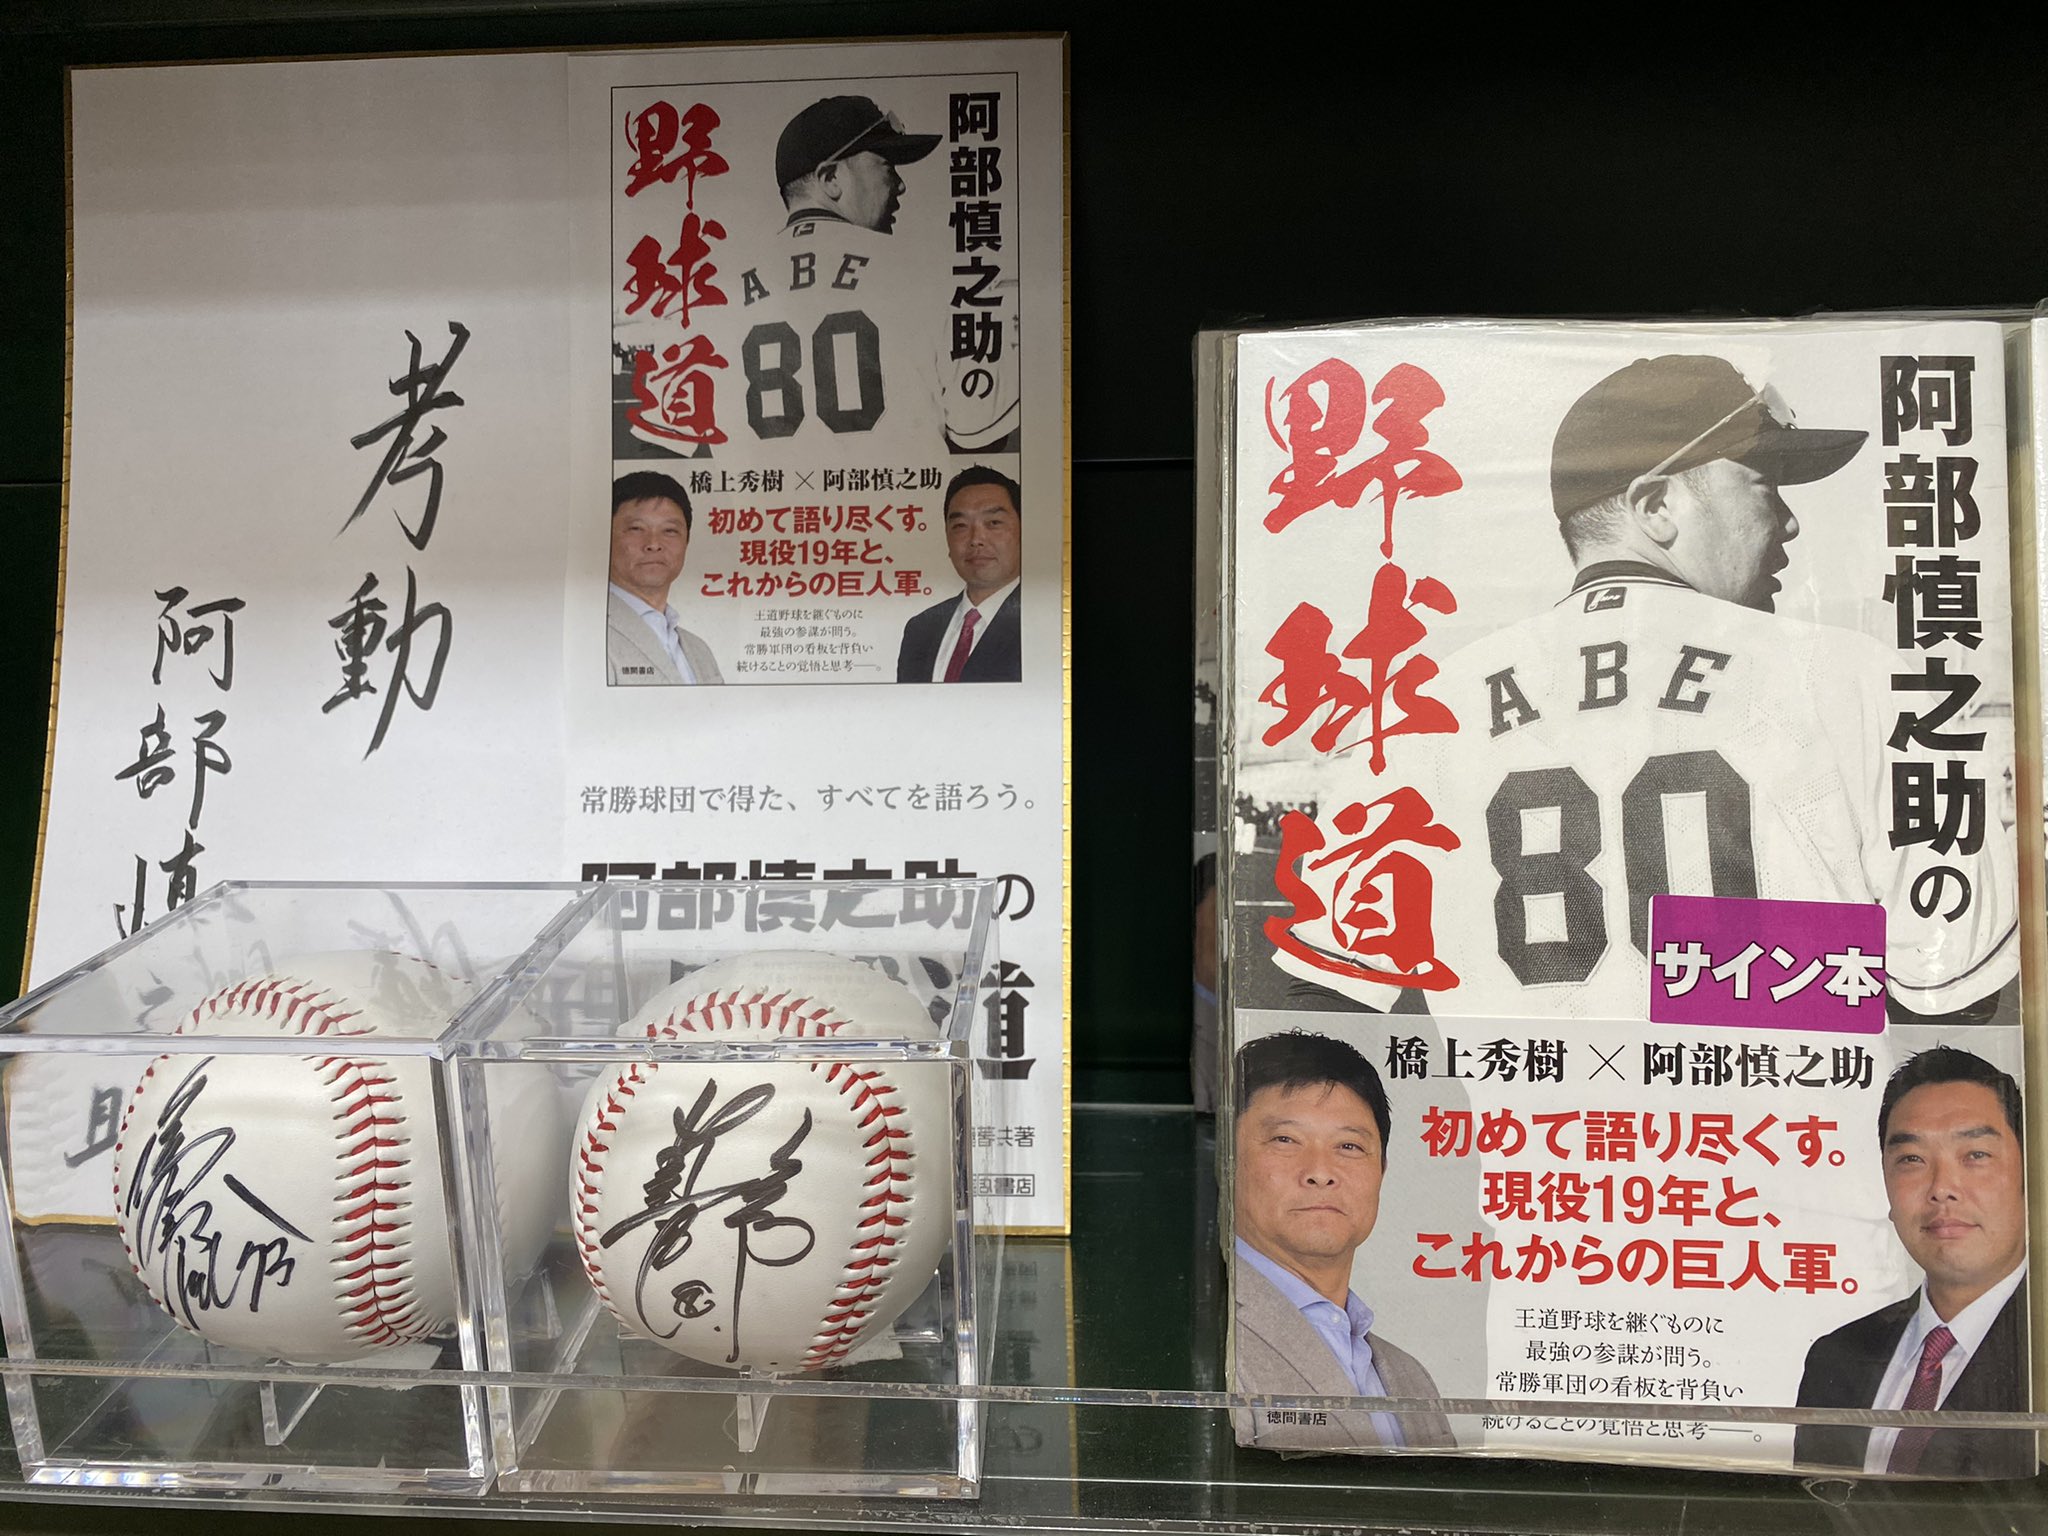 考動
阿部慎之助
阿部慎之助の
野球道
ABE
80
橋上秀樹×阿部慎之助
初めて語り尽くす。
現役19年と、
これからの巨人軍。
王道野球を継ぐものに
最強の参謀が問う。
常勝軍団の看板を背負い
続けることの覚悟と思考——。
徳間書店
常勝球団で得た、すべてを語ろう。
阿部慎之助の
道
共著
書店
阿部慎之助の
野球道
ABE
80
サイン本
橋上秀樹×阿部慎之助
初めて語り尽くす。
現役19年と、
これからの巨人軍。
王道野球を継ぐものに
最強の参謀が問う。
常勝軍団の看板を背負い
続けることの覚悟と思考——。
徳間書店